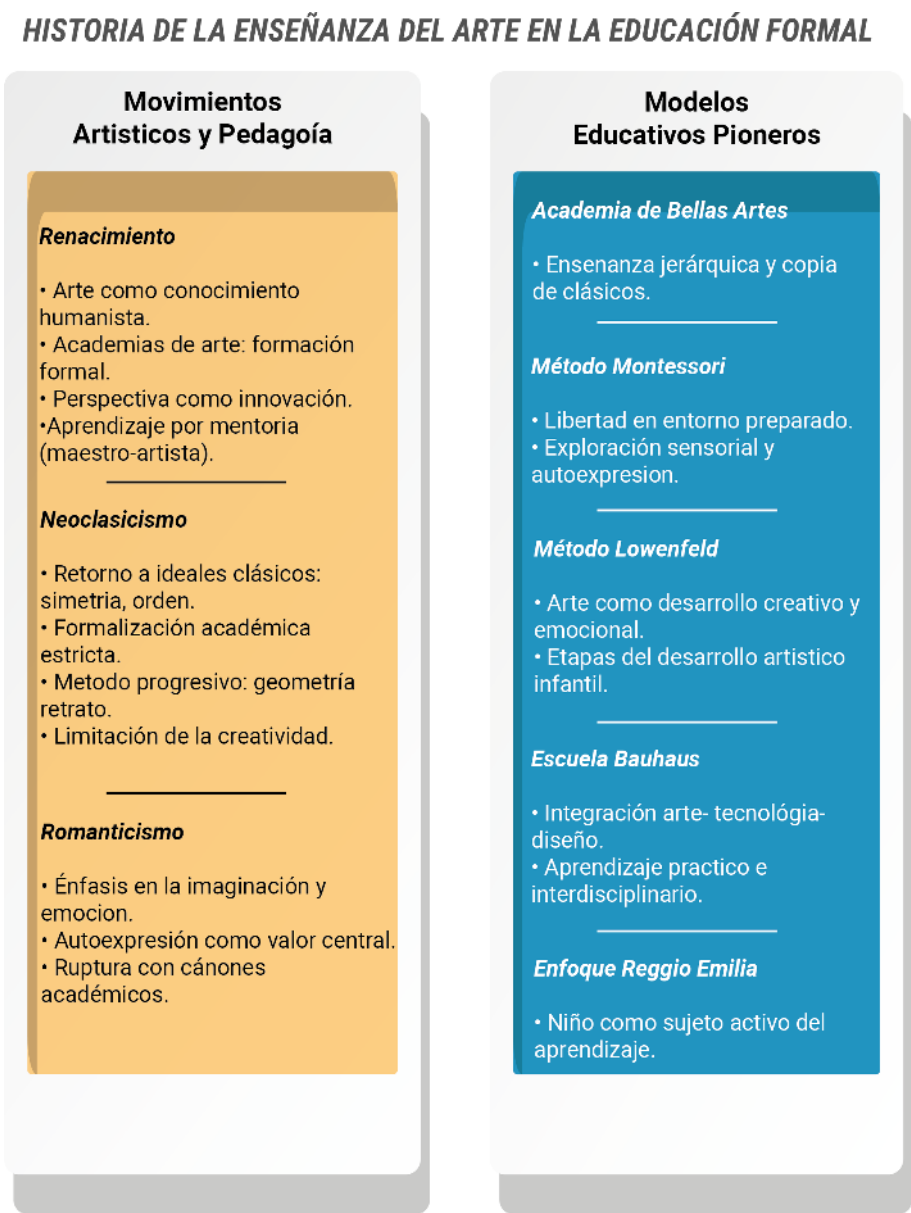 HISTORIA DE LA ENSEÑANZA DEL ARTE EN LA EDUCACIÓN FORMAL
Movimientos
Artisticos y Pedagoía
Renacimiento
• Arte como conocimiento
humanista.
• Academias de arte: formación
formal.
• Perspectiva como innovación.
•Aprendizaje por mentoria
(maestro-artista).
Neoclasicismo
• Retorno a ideales clásicos:
simetria, orden.
• Formalización académica
estricta.
• Metodo progresivo: geometría
retrato.
• Limitación de la creatividad.
Romanticismo
• Énfasis en la imaginación y
emocion.
• Autoexpresión como valor central.
• Ruptura con cánones
académicos.
Modelos
Educativos Pioneros
Academia de Bellas Artes
• Ensenanza jerárquica y copia
de clásicos.
Método Montessori
• Libertad en entorno preparado.
• Exploración sensorial y
autoexpresion.
Método Lowenfeld
• Arte como desarrollo creativo y
emocional.
• Etapas del desarrollo artistico
infantil.
Escuela Bauhaus
• Integración arte- tecnológia-
diseño.
• Aprendizaje practico e
interdisciplinario.
Enfoque Reggio Emilia
• Niño como sujeto activo del
aprendizaje.